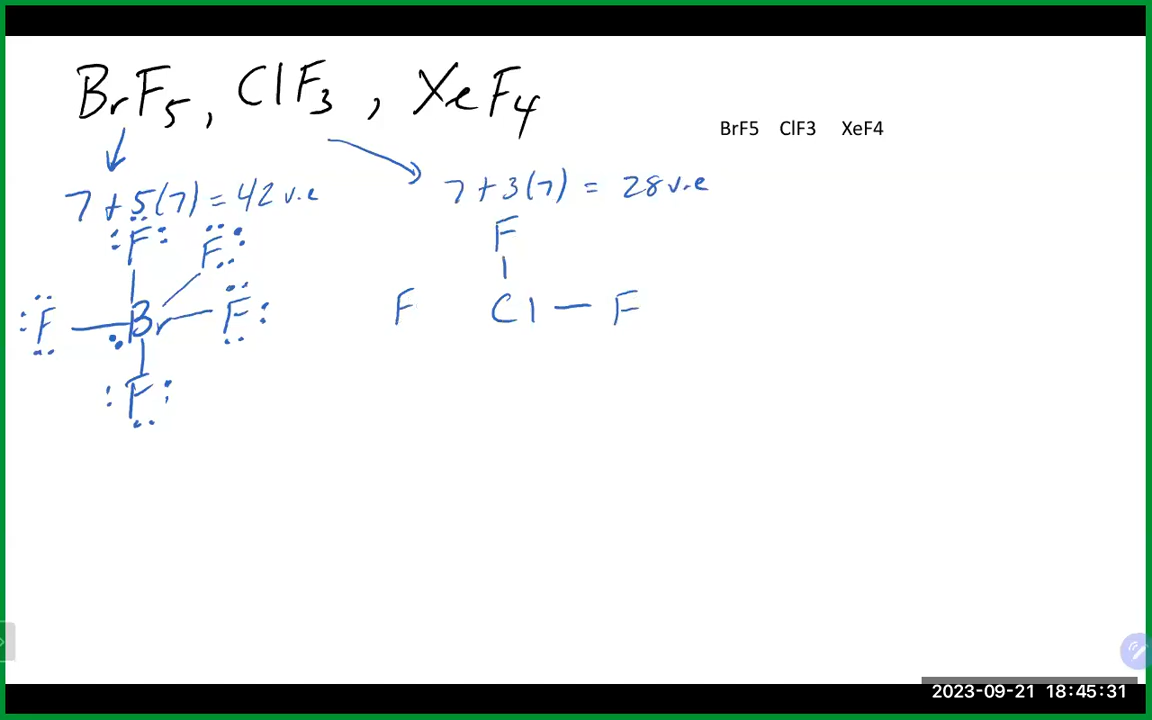 BrF5, ClF3, XeF4
BrF5 ClF3 XeF4
7 + 5(7) = 42 v.e
7 + 3(7) = 28 v.e
F F F
F Br F F Cl — F
F
2023-09-21 18:45:31